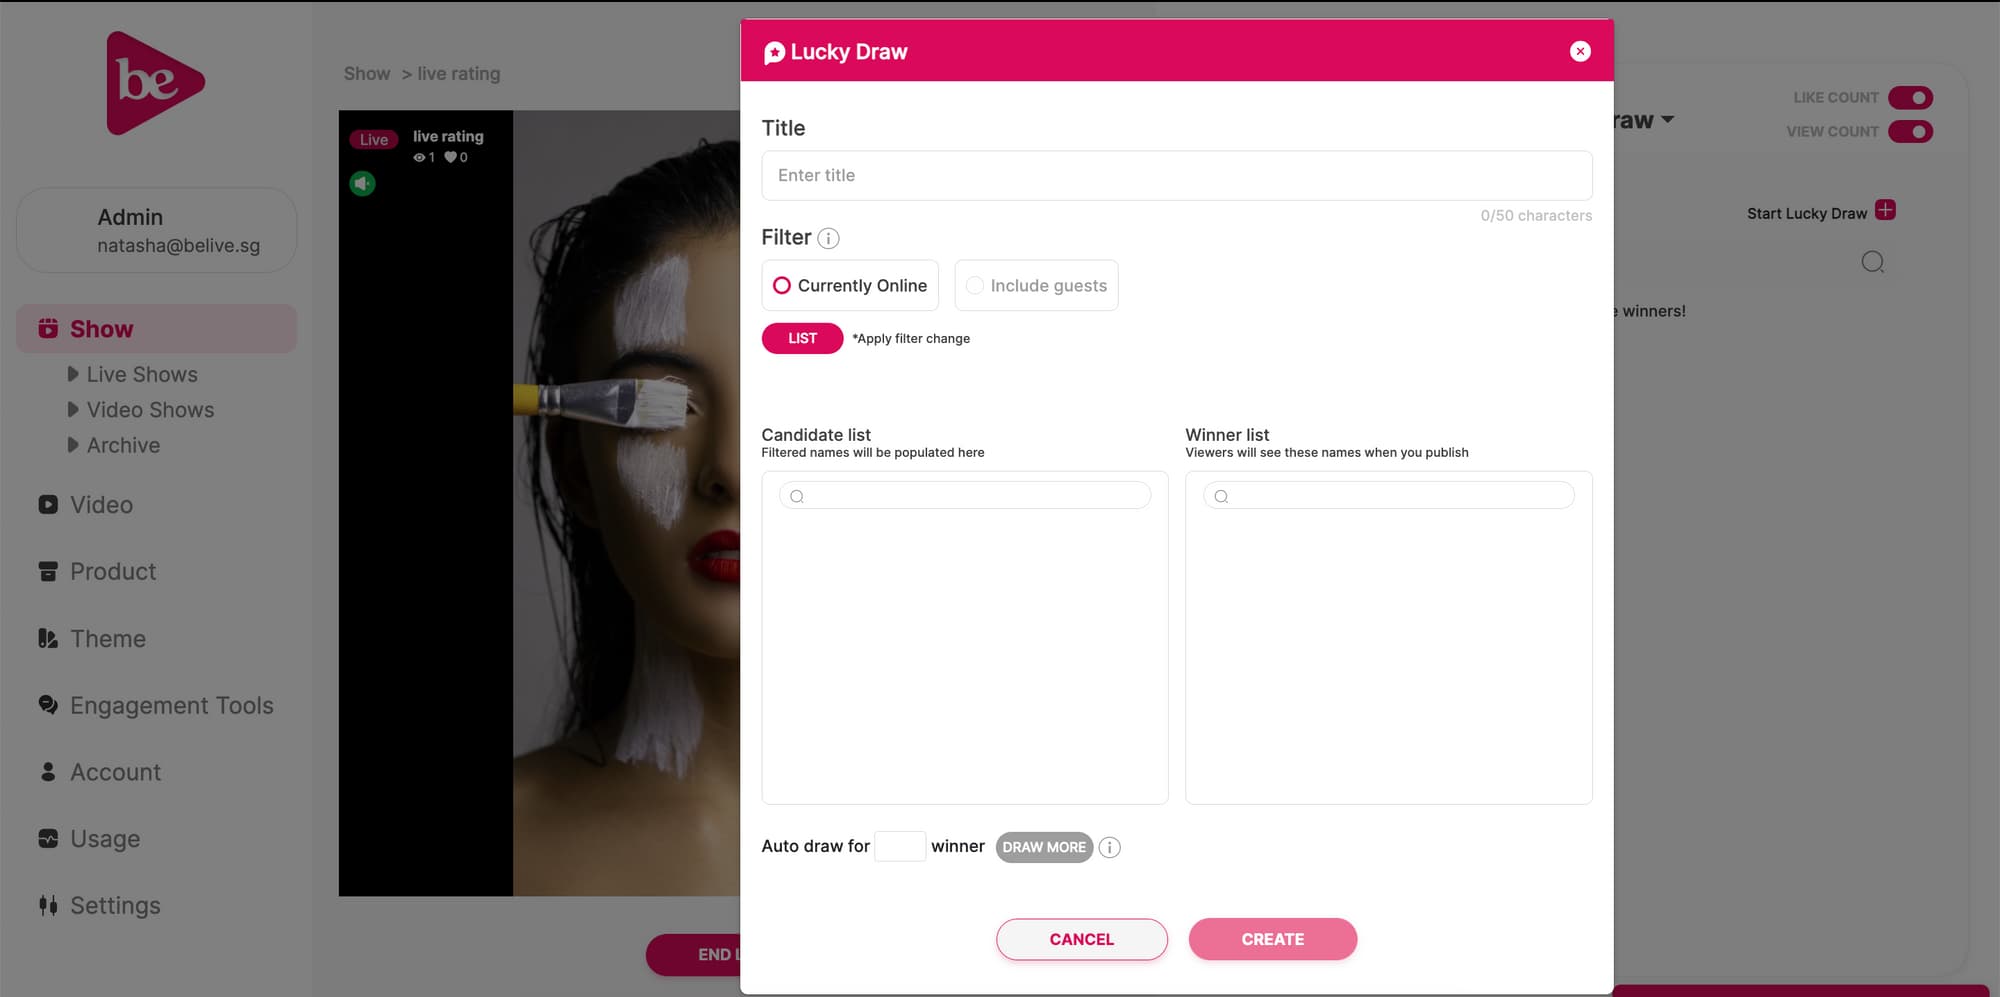 be
Admin
natasha@belive.sg
Show
Live Shows
Video Shows
Archive
Video
Product
Theme
Engagement Tools
Account
Usage
Settings
Show > live rating
Live
live rating
1 0
END
Lucky Draw
Title
Enter title
0/50 characters
Filter
Currently Online
Include guests
LIST *Apply filter change
Candidate list
Filtered names will be populated here
Winner list
Viewers will see these names when you publish
Auto draw for winner DRAW MORE
CANCEL
CREATE
LIKE COUNT
VIEW COUNT
raw
Start Lucky Draw
winners!